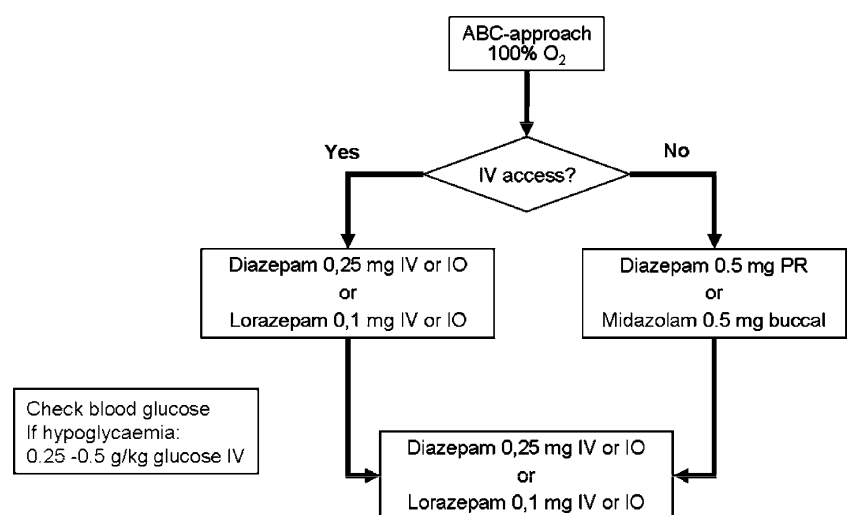 ABC-approach
100% O₂
Yes
No
IV access?
Diazepam 0,25 mg IV or IO
or
Lorazepam 0,1 mg IV or IO
Diazepam 0.5 mg PR
or
Midazolam 0.5 mg buccal
Check blood glucose
If hypoglycaemia:
0.25 -0.5 g/kg glucose IV
Diazepam 0,25 mg IV or IO
or
Lorazepam 0,1 mg IV or IO